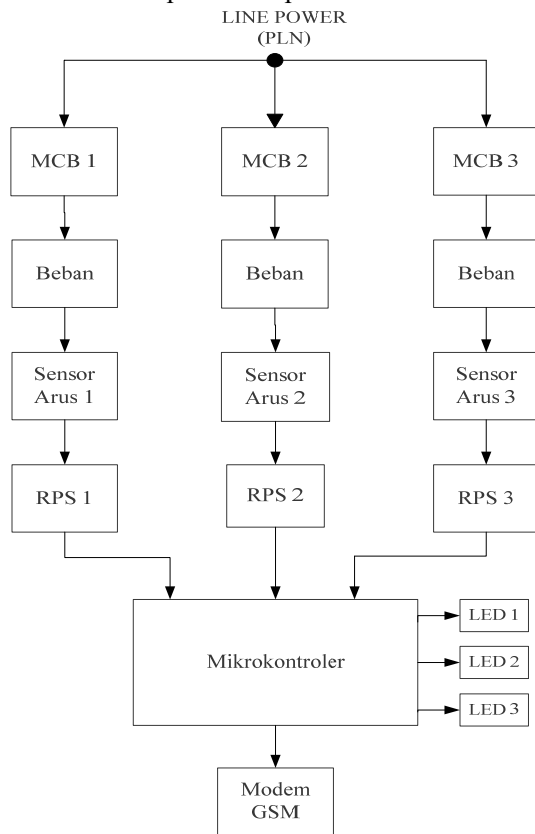 LINE POWER
(PLN)
MCB 1
MCB 2
MCB 3
Beban
Beban
Beban
Sensor
Arus 1
Sensor
Arus 2
Sensor
Arus 3
RPS 1
RPS 2
RPS 3
Mikrokontroler
LED 1
LED 2
LED 3
Modem
GSM